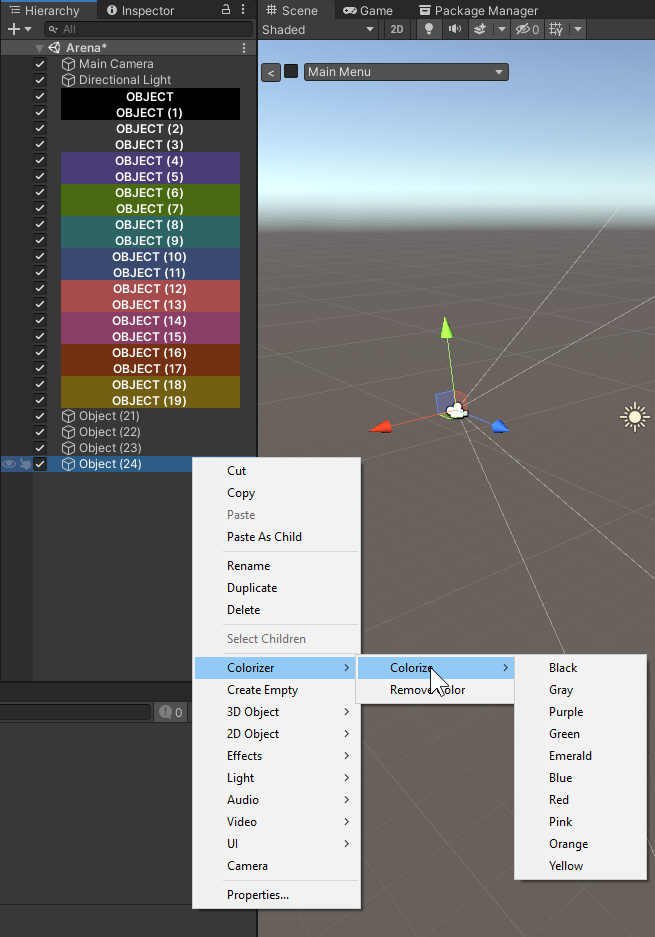 Hierarchy
Inspector
Scene
Game
Package Manager
All
Shaded
2D
0
Arena*
Main Camera
Directional Light
< Main Menu
OBJECT
OBJECT (1)
OBJECT (2)
OBJECT (3)
OBJECT (4)
OBJECT (5)
OBJECT (6)
OBJECT (7)
OBJECT (8)
OBJECT (9)
OBJECT (10)
OBJECT (11)
OBJECT (12)
OBJECT (13)
OBJECT (14)
OBJECT (15)
OBJECT (16)
OBJECT (17)
OBJECT (18)
OBJECT (19)
Object (21)
Object (22)
Object (23)
Object (24)
Cut
Copy
Paste
Paste As Child
Rename
Duplicate
Delete
Select Children
Colorizer
Create Empty
3D Object
2D Object
Effects
Light
Audio
Video
UI
Camera
Properties...
Colorize
Remove Color
Black
Gray
Purple
Green
Emerald
Blue
Red
Pink
Orange
Yellow
0